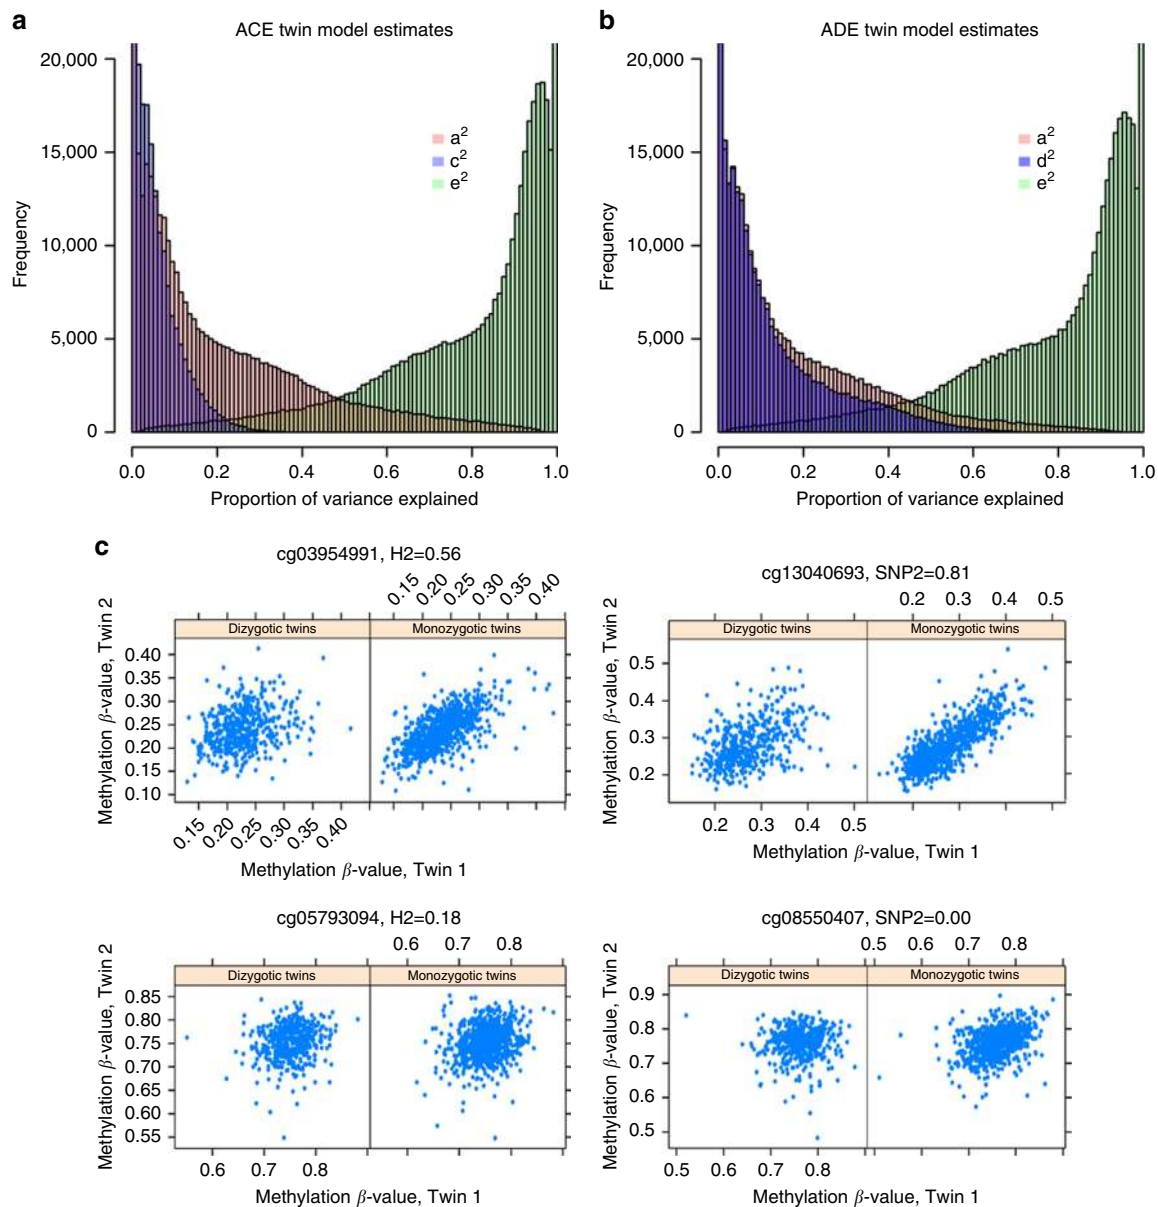 a
ACE twin model estimates
20,000
15,000
10,000
5,000
0
Frequency
a²
c²
e²
0.0 0.2 0.4 0.6 0.8 1.0
Proportion of variance explained
b
ADE twin model estimates
20,000
15,000
10,000
5,000
0
Frequency
a²
d²
e²
0.0 0.2 0.4 0.6 0.8 1.0
Proportion of variance explained
c
cg03954991, H2=0.56
0.15 0.20 0.25 0.30 0.35 0.40
Dizygotic twins Monozygotic twins
0.40
0.35
0.30
0.25
0.20
0.15
0.10
Methylation β-value, Twin 2
0.15 0.20 0.25 0.30 0.35 0.40
Methylation β-value, Twin 1
cg13040693, SNP2=0.81
0.2 0.3 0.4 0.5
Dizygotic twins Monozygotic twins
0.5
0.4
0.3
0.2
Methylation β-value, Twin 2
0.2 0.3 0.4 0.5
Methylation β-value, Twin 1
cg05793094, H2=0.18
0.6 0.7 0.8
Dizygotic twins Monozygotic twins
0.85
0.80
0.75
0.70
0.65
0.60
0.55
Methylation β-value, Twin 2
0.6 0.7 0.8
Methylation β-value, Twin 1
cg08550407, SNP2=0.00
0.5 0.6 0.7 0.8
Dizygotic twins Monozygotic twins
0.9
0.8
0.7
0.6
0.5
Methylation β-value, Twin 2
0.5 0.6 0.7 0.8
Methylation β-value, Twin 1